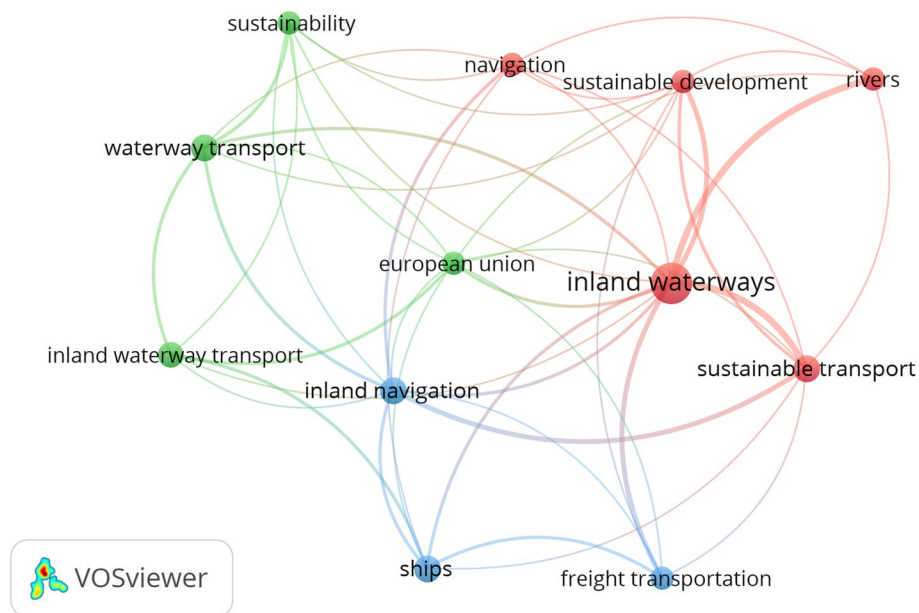 sustainability
navigation
sustainable development
rivers
waterway transport
european union
inland waterways
inland waterway transport
sustainable transport
inland navigation
ships
freight transportation
VOSviewer